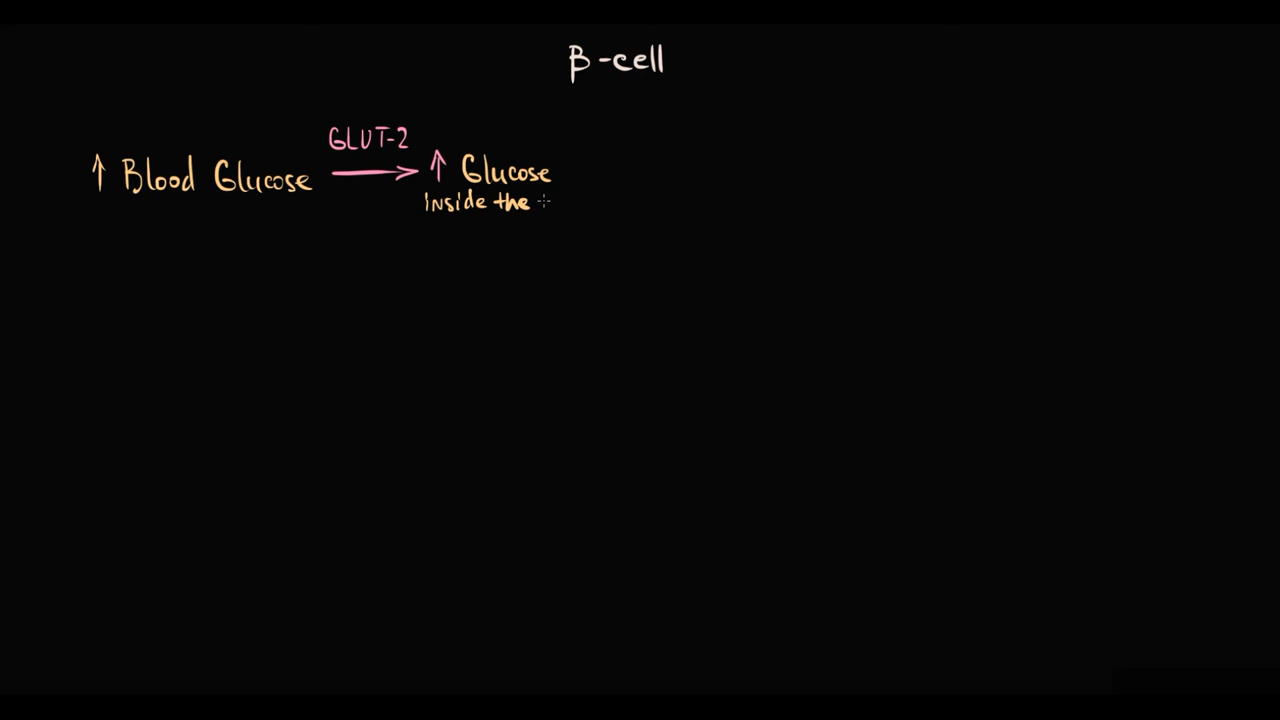 β-cell
GLUT-2
↑ Blood Glucose → ↑ Glucose
inside the